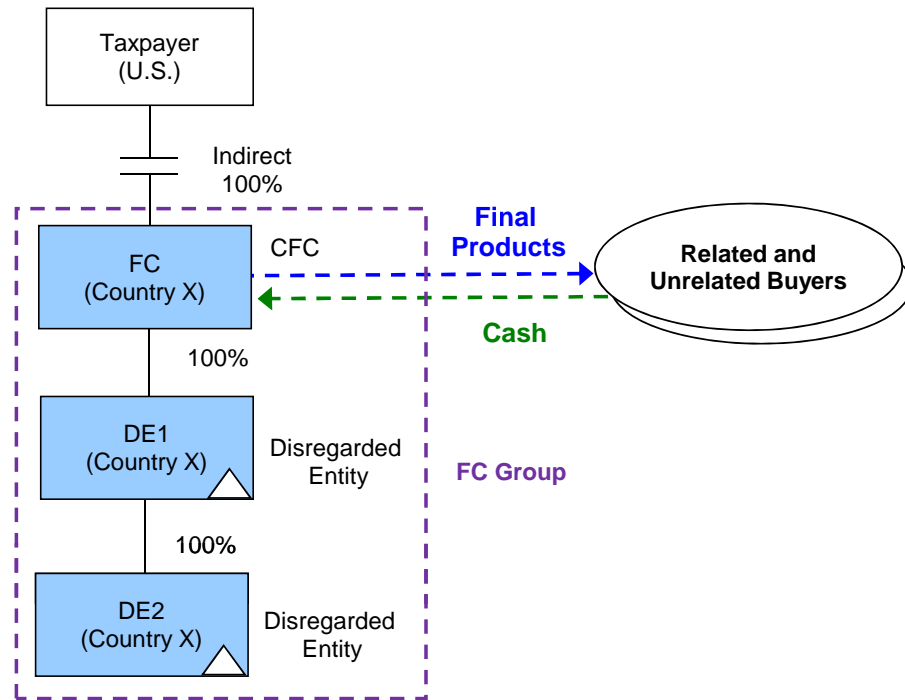 Taxpayer
(U.S.)
Indirect
100%
FC
(Country X)
CFC
Final
Products
Related and
Unrelated Buyers
Cash
100%
DE1
(Country X)
Disregarded
Entity
FC Group
100%
DE2
(Country X)
Disregarded
Entity